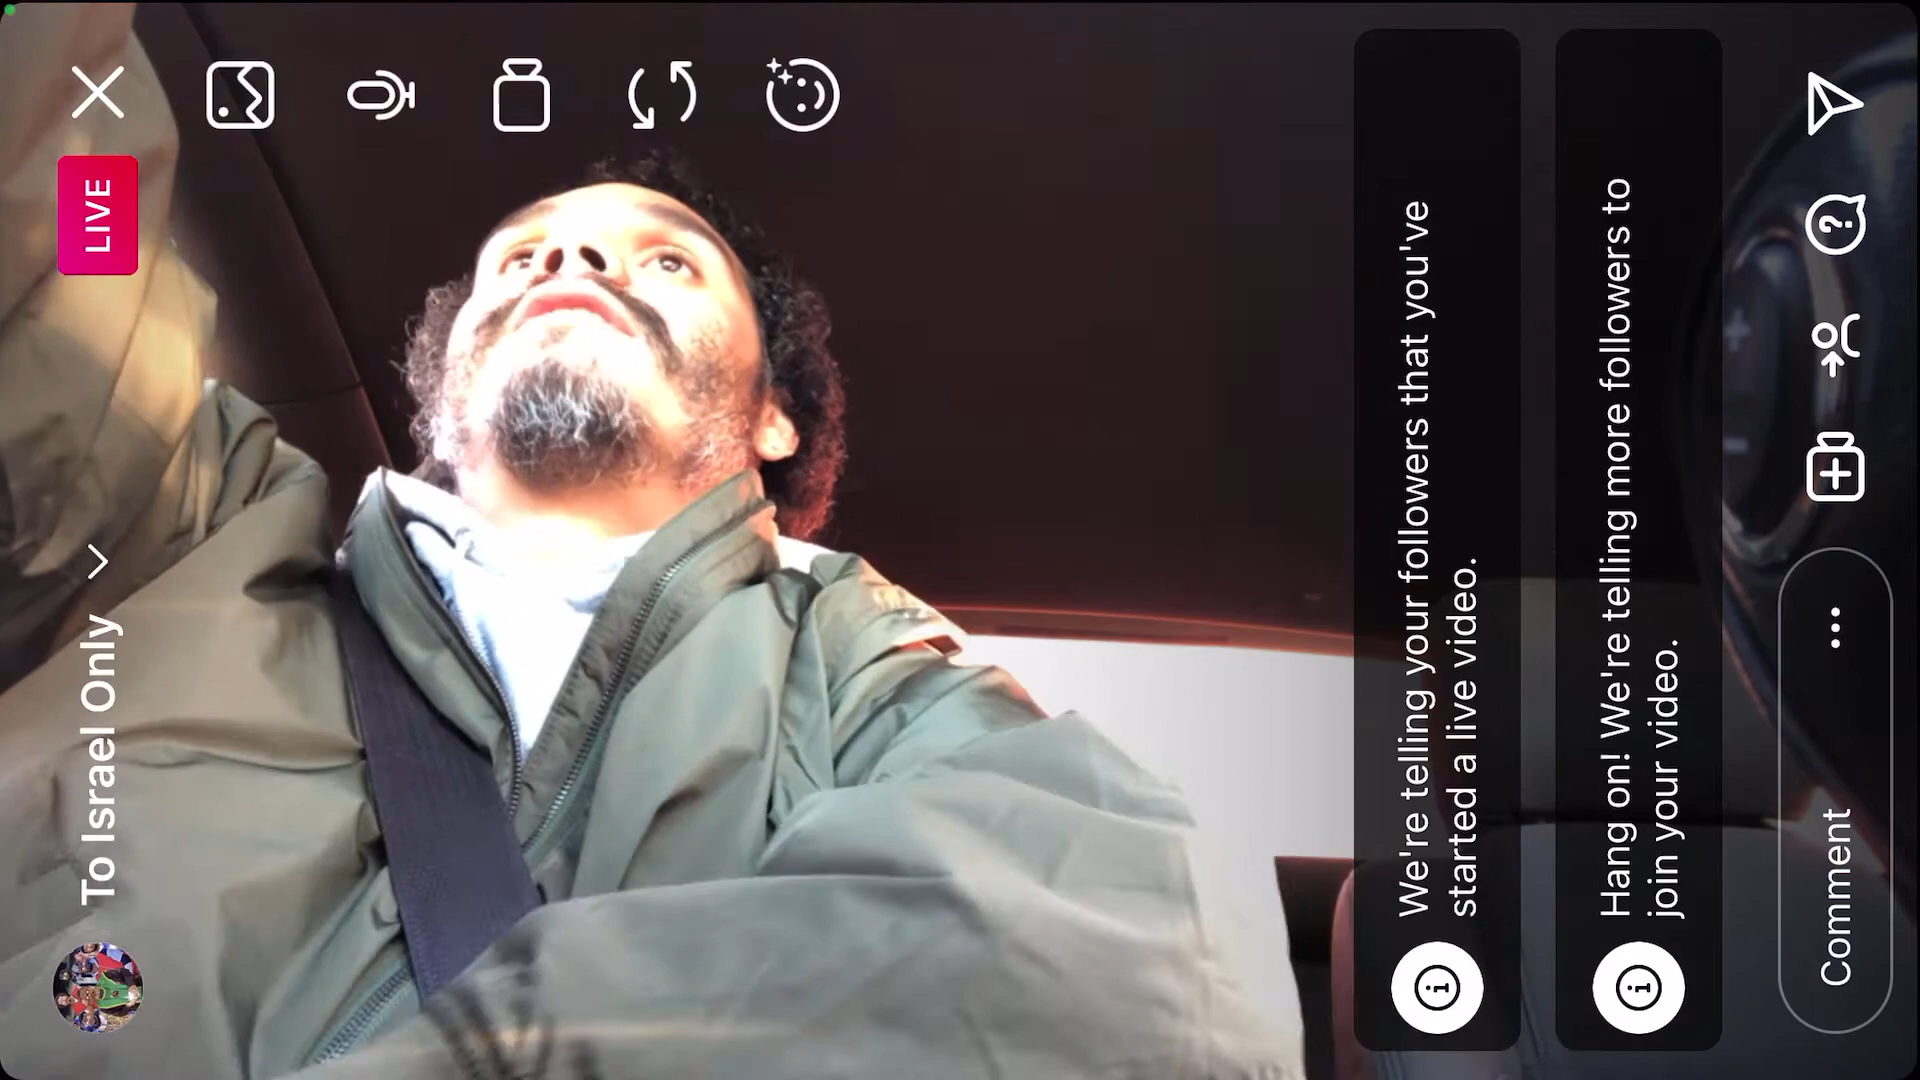 To Israel Only
LIVE
We're telling your followers that you've
started a live video.
Hang on! We're telling more followers to
join your video.
Comment